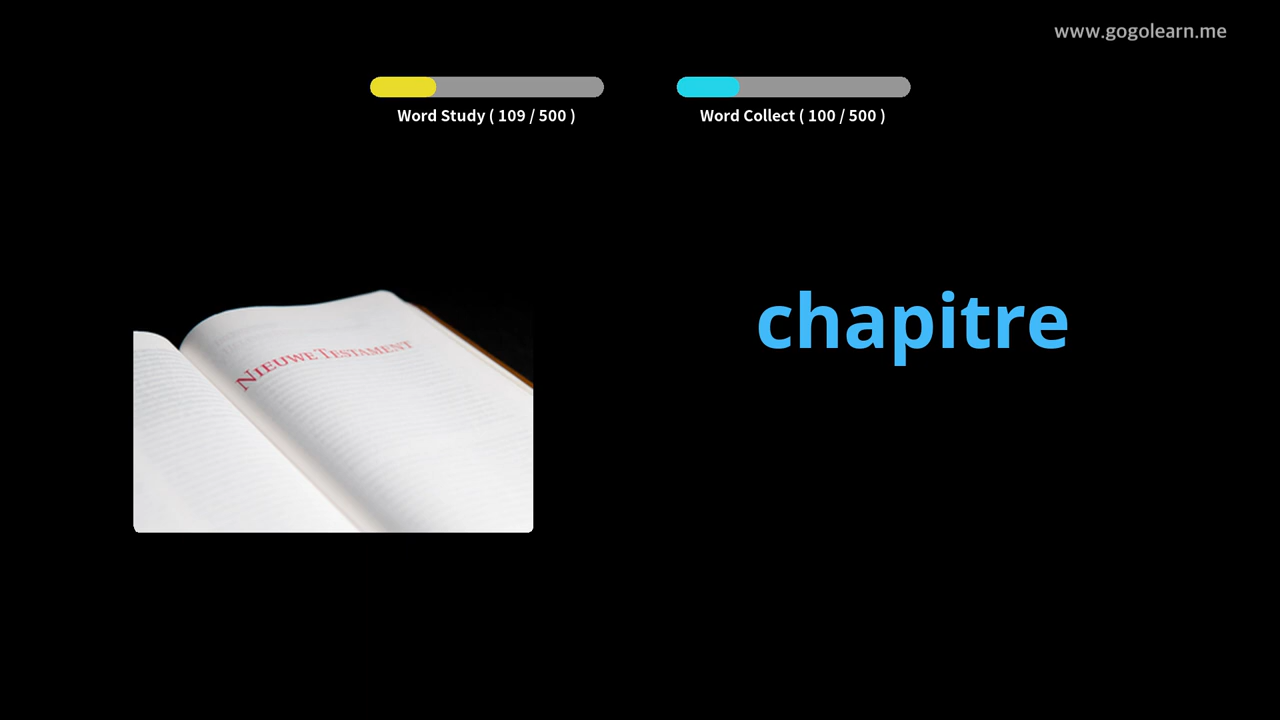 www.gogolearn.me
Word Study ( 109 / 500 )
Word Collect ( 100 / 500 )
chapitre
NIEUWE TESTAMENT